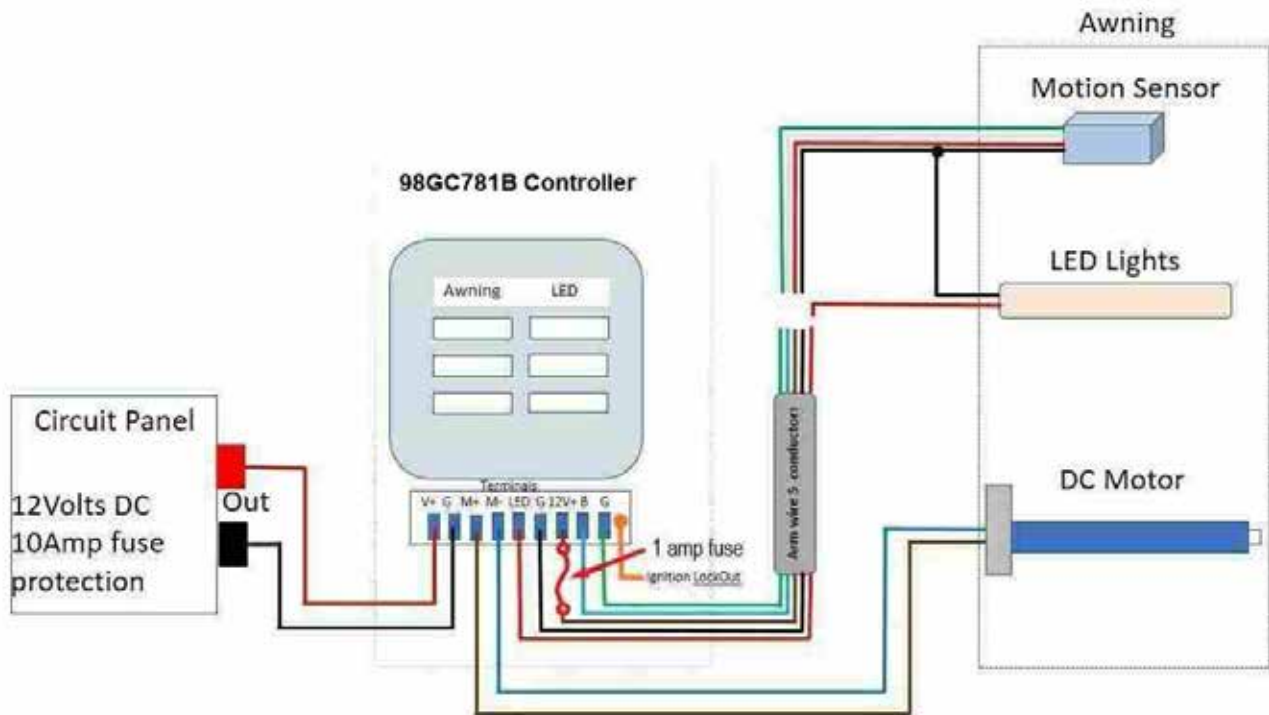 Awning
Motion Sensor
98GC781B Controller
LED Lights
Awning LED
Circuit Panel
12Volts DC
10Amp fuse
protection
Out
Terminals
V+ G M+ M- LED G 12V+ B G
1 amp fuse
Ignition LockOut
Arm wire 5 conductor
DC Motor